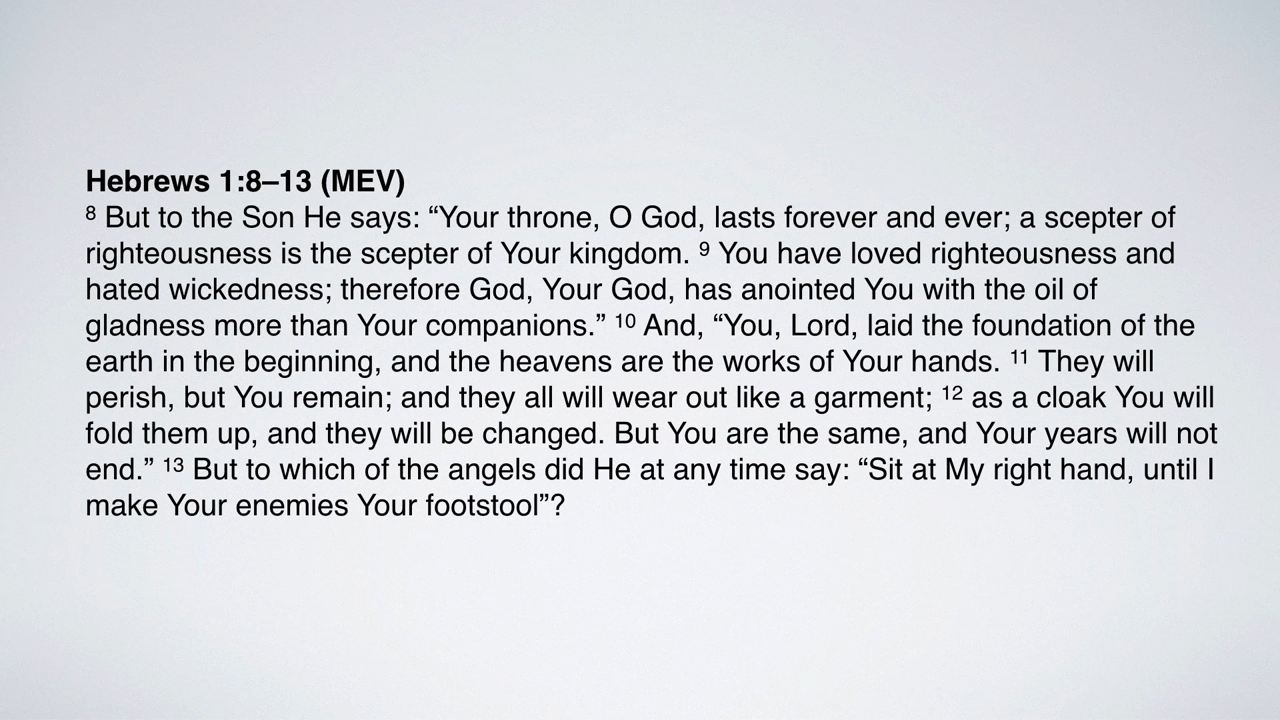 Hebrews 1:8–13 (MEV)
8 But to the Son He says: “Your throne, O God, lasts forever and ever; a scepter of
righteousness is the scepter of Your kingdom. 9 You have loved righteousness and
hated wickedness; therefore God, Your God, has anointed You with the oil of
gladness more than Your companions.” 10 And, “You, Lord, laid the foundation of the
earth in the beginning, and the heavens are the works of Your hands. 11 They will
perish, but You remain; and they all will wear out like a garment; 12 as a cloak You will
fold them up, and they will be changed. But You are the same, and Your years will not
end.” 13 But to which of the angels did He at any time say: “Sit at My right hand, until I
make Your enemies Your footstool”?